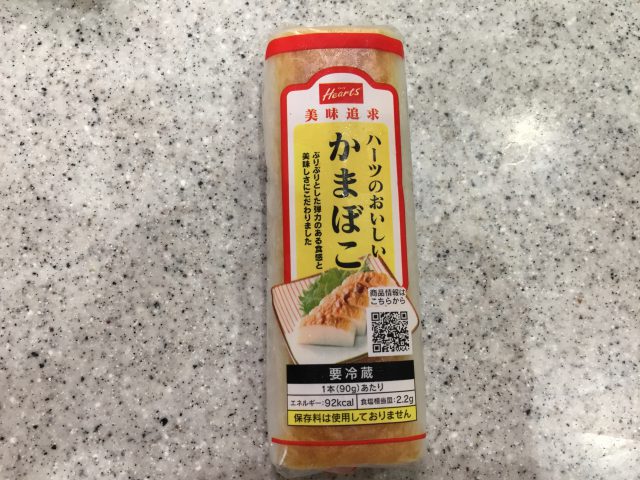 Hearts
美味追求
ハーツのおいしい
かまぼこ
ぷりぷりとした弾力のある食感と
美味しさにこだわりました
商品情報は
こちらから
要冷蔵
1本(90g)あたり
エネルギー:92kcal 食塩相当量:2.2g
保存料は使用しておりません